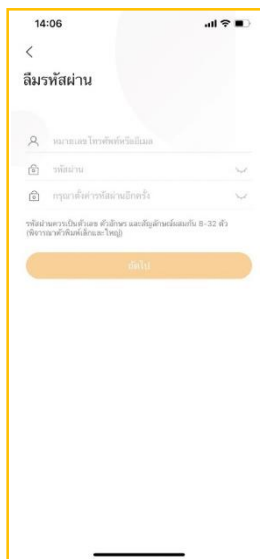 14:06
ลืมรหัสผ่าน
หมายเลขโทรศัพท์หรืออีเมล
รหัสผ่าน
กรุณาตั้งค่ารหัสผ่านอีกครั้ง
รหัสผ่านควรเป็นตัวเลข ตัวอักษร และสัญลักษณ์ผสมกัน 8-32 ตัว
(พิจารณาตัวพิมพ์เล็กและใหญ่)
ถัดไป